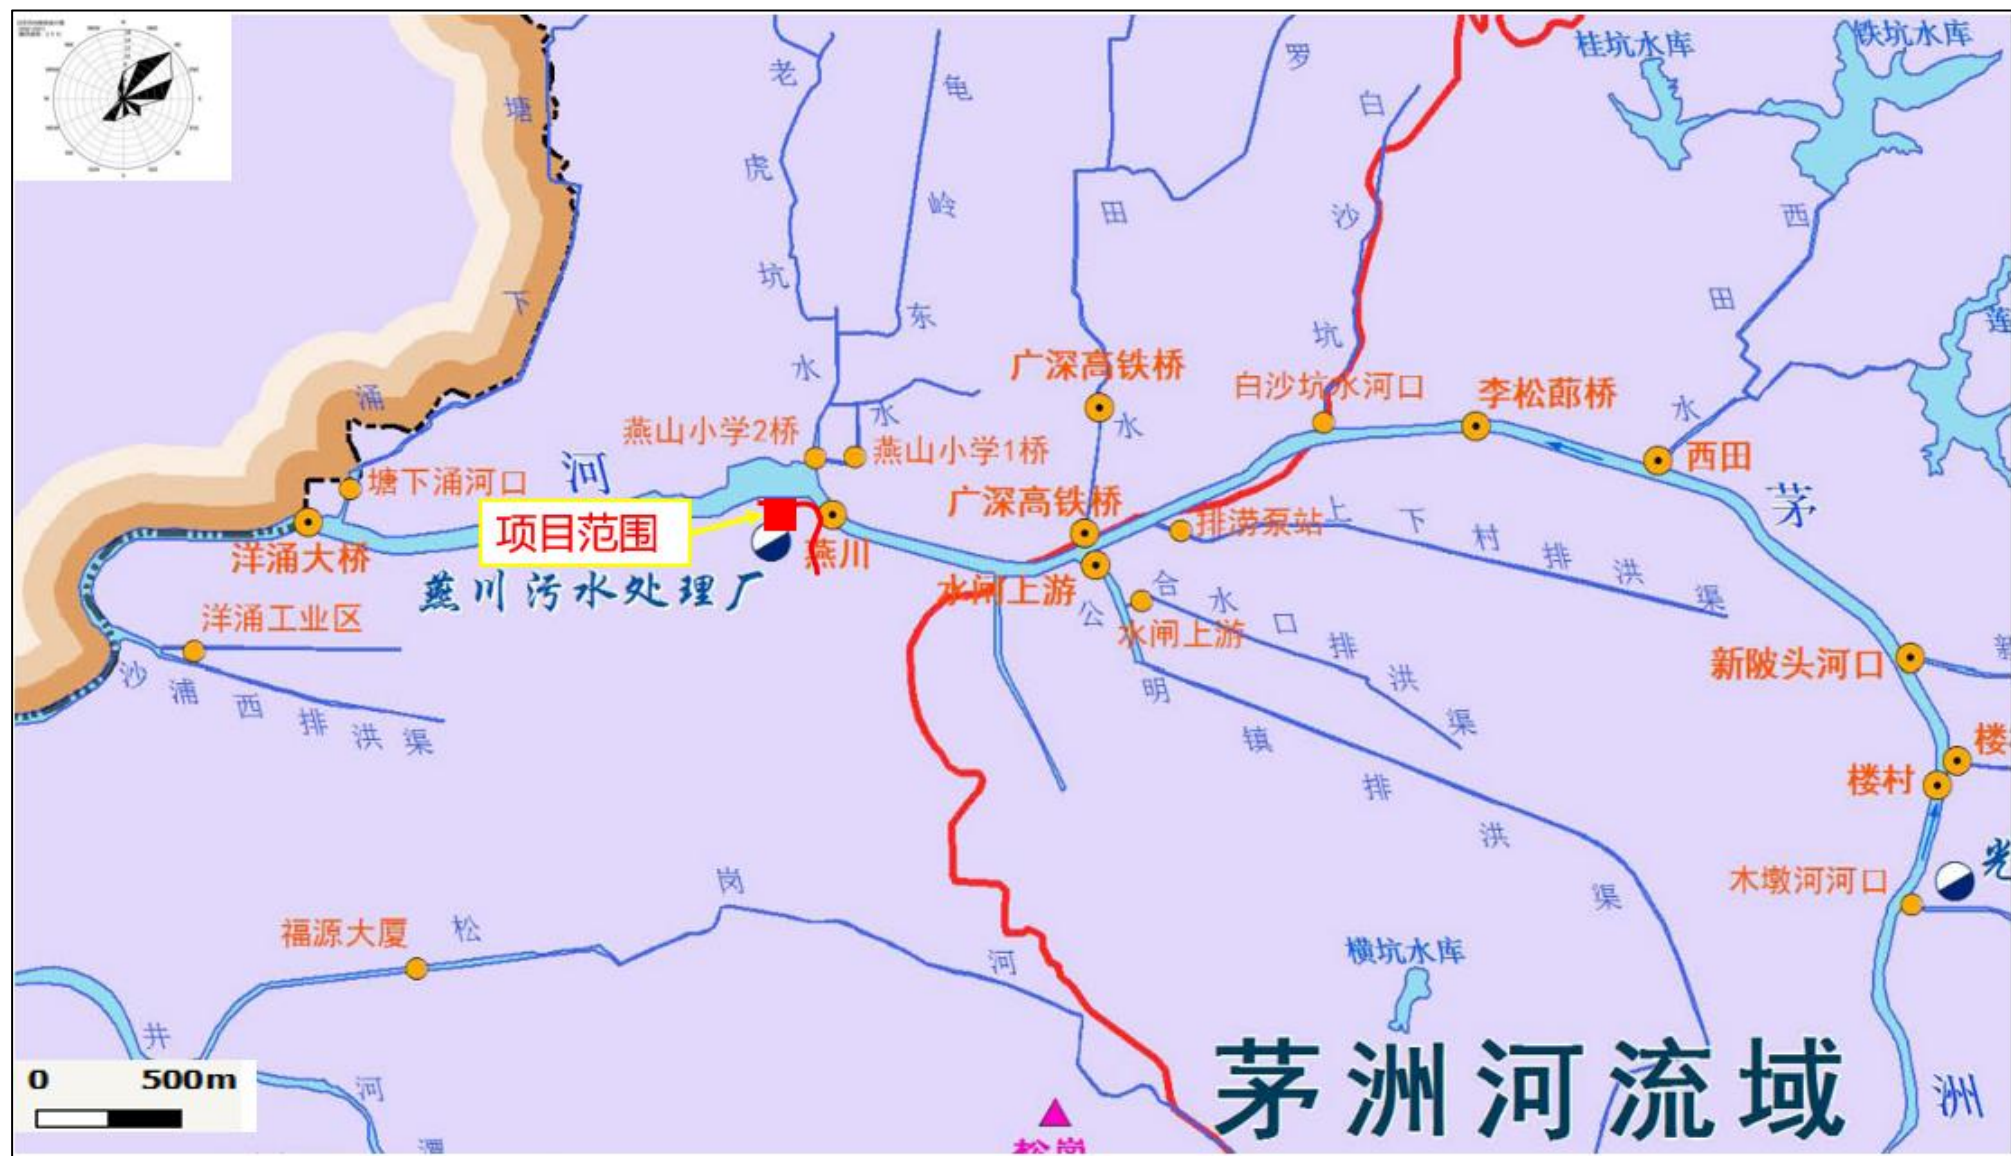 桂坑水库
铁坑水库
塘
下
涌
老
虎
坑
水
龟
岭
东
水
罗
田
水
白
沙
坑
西
田
水
莲
广深高铁桥
白沙坑水河口
李松蓢桥
西田
燕山小学2桥
燕山小学1桥
河
茅
塘下涌河口
项目范围
广深高铁桥
排涝泵站
上
下
村
排
洪
渠
洋涌大桥
燕川
燕川污水处理厂
水闸上游
公
明
镇
排
洪
渠
合
水
口
排
洪
渠
水闸上游
洋涌工业区
沙
浦
西
排
洪
渠
新陂头河口
新
楼村
木墩河河口
光
福源大厦
松
岗
河
横坑水库
井
河
潭
0 500m
茅洲河流域
洲
松岗